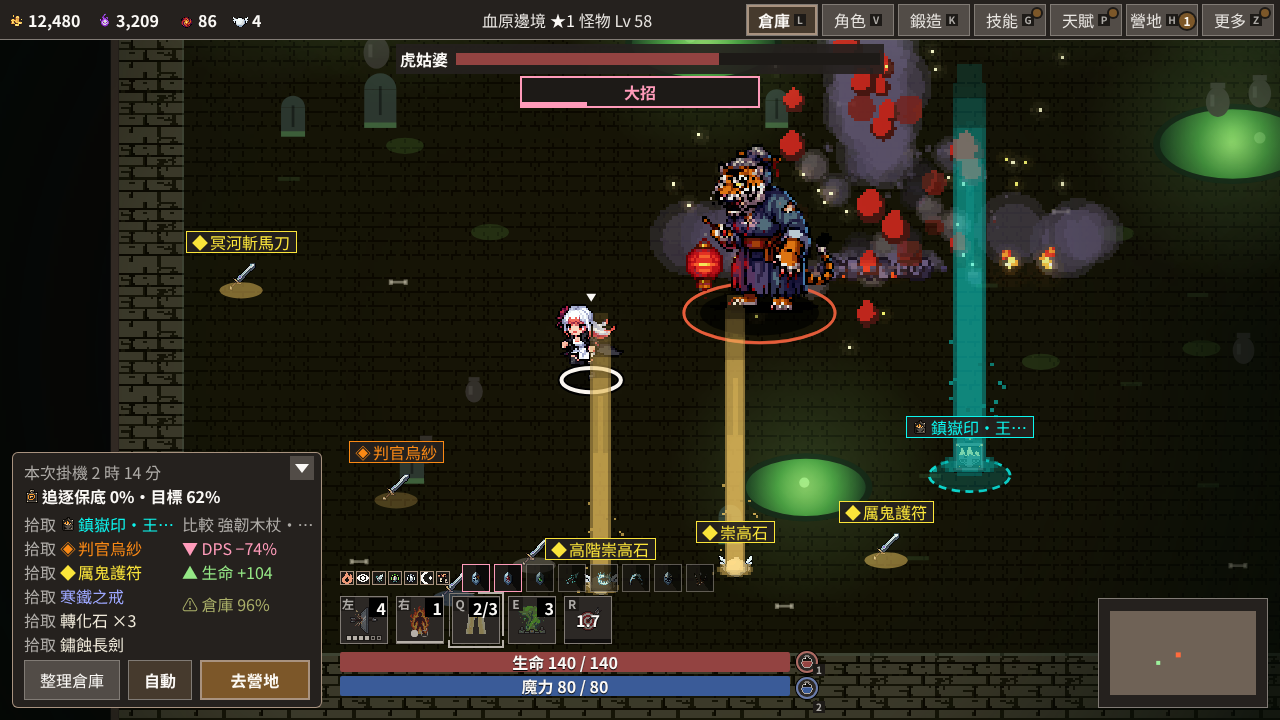 12,480 3,209 86 4 血原邊境 ★1 怪物 Lv 58 倉庫 L 角色 V 鍛造 K 技能 G 天賦 P 營地 H 1 更多 Z
虎姑婆
大招
冥河斬馬刀
鎮嶽印・王…
判官烏紗
厲鬼護符
崇高石
高階崇高石
本次掛機 2 時 14 分
追逐保底 0%・目標 62%
拾取 鎮嶽印・王… 比較 強韌木杖・…
拾取 判官烏紗 ▼ DPS −74%
拾取 厲鬼護符 ▲ 生命 +104
拾取 寒鐵之戒 倉庫 96%
拾取 轉化石 ×3
拾取 鏽蝕長劍
整理倉庫 自動 去營地
左 4 右 1 Q 2/3 E 3 R 1.7
生命 140 / 140 1
魔力 80 / 80 2